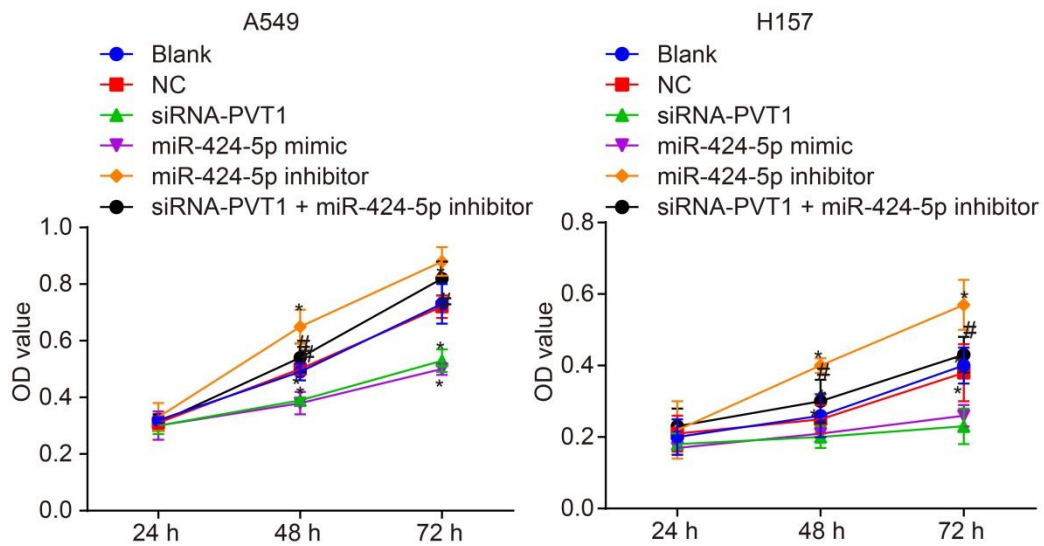 A549
Blank
NC
siRNA-PVT1
miR-424-5p mimic
miR-424-5p inhibitor
siRNA-PVT1 + miR-424-5p inhibitor
1.0
0.8
0.6
0.4
0.2
0.0
OD value
* # # * * * # * *
24 h 48 h 72 h
H157
Blank
NC
siRNA-PVT1
miR-424-5p mimic
miR-424-5p inhibitor
siRNA-PVT1 + miR-424-5p inhibitor
0.8
0.6
0.4
0.2
0.0
OD value
* # * * # *
24 h 48 h 72 h